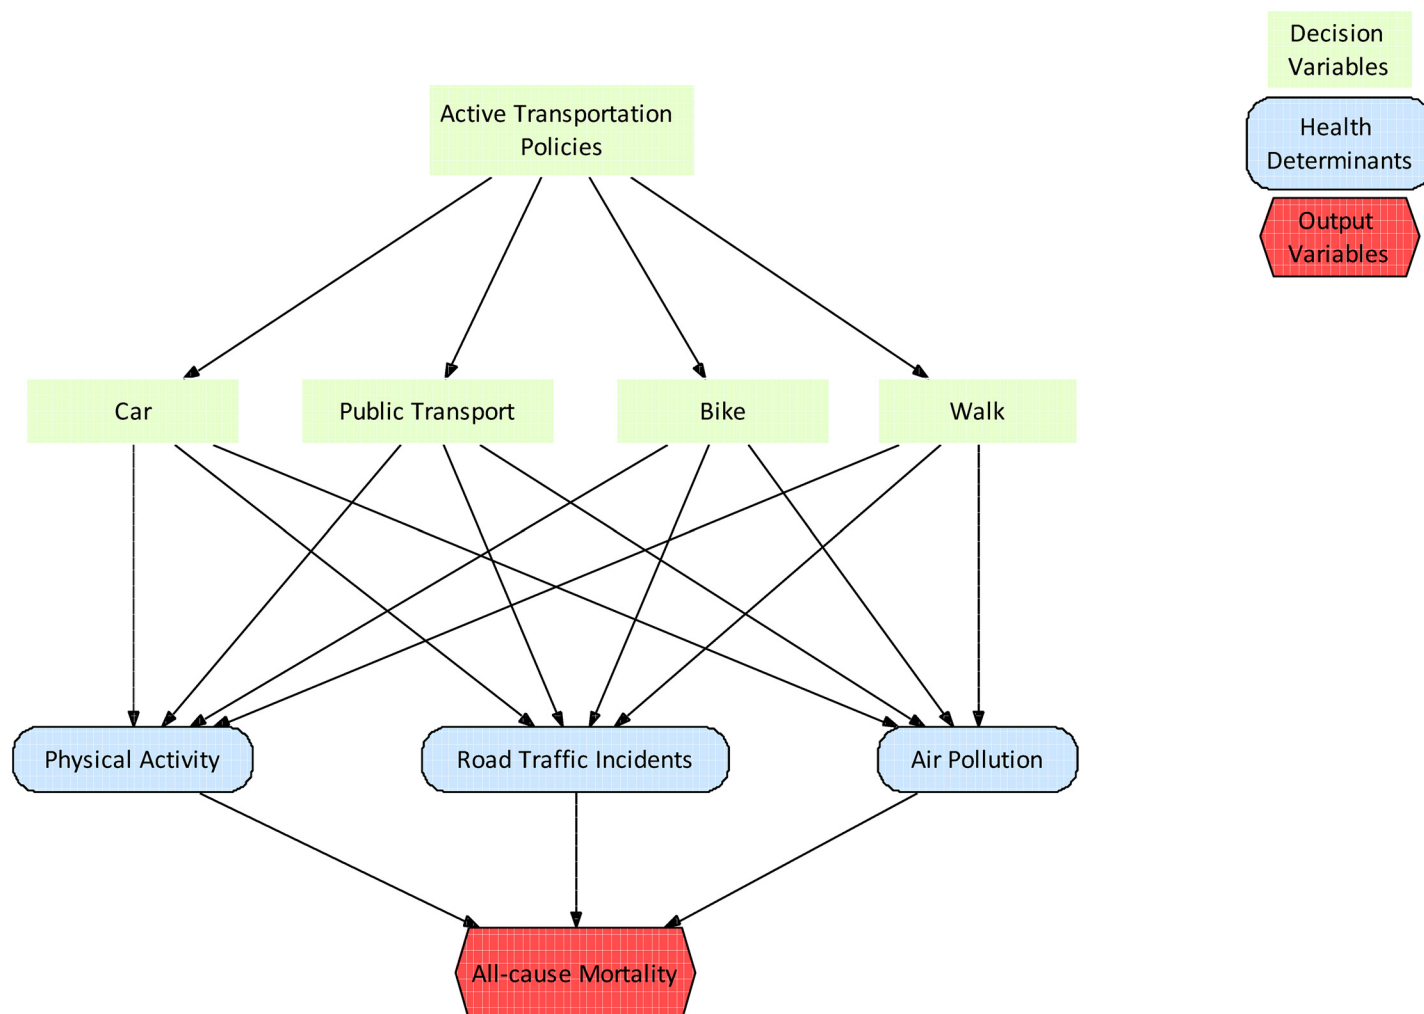 Decision
Variables
Health
Determinants
Output
Variables
Active Transportation
Policies
Car
Public Transport
Bike
Walk
Physical Activity
Road Traffic Incidents
Air Pollution
All-cause Mortality